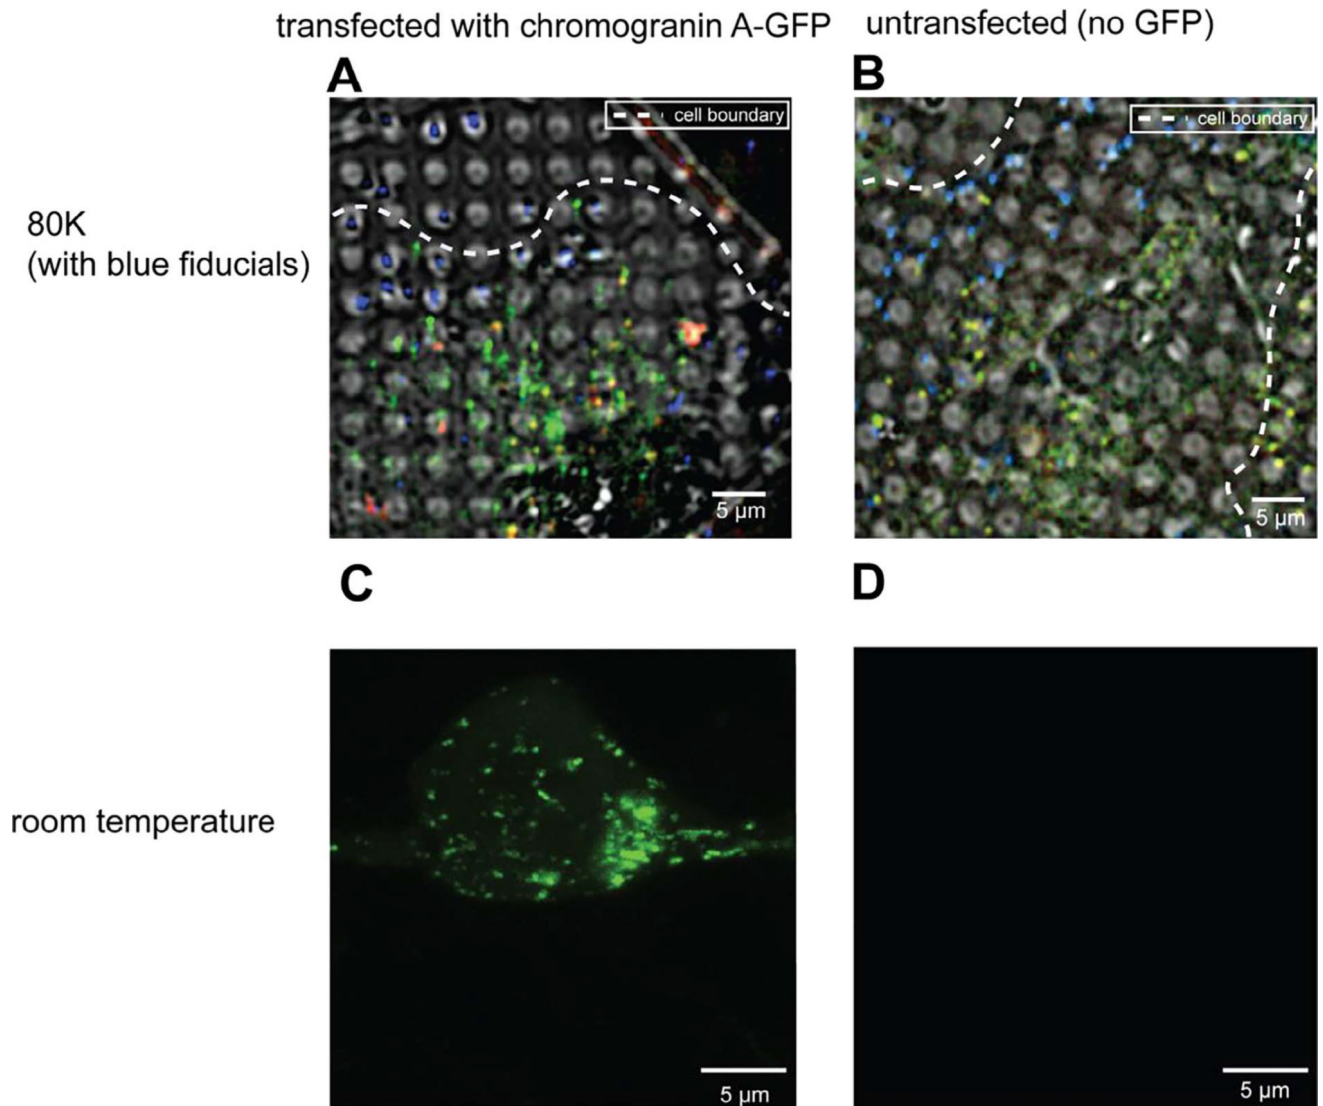 transfected with chromogranin A-GFP
untransfected (no GFP)
A
B
cell boundary
cell boundary
80K
(with blue fiducials)
5 µm
5 µm
C
D
room temperature
5 µm
5 µm